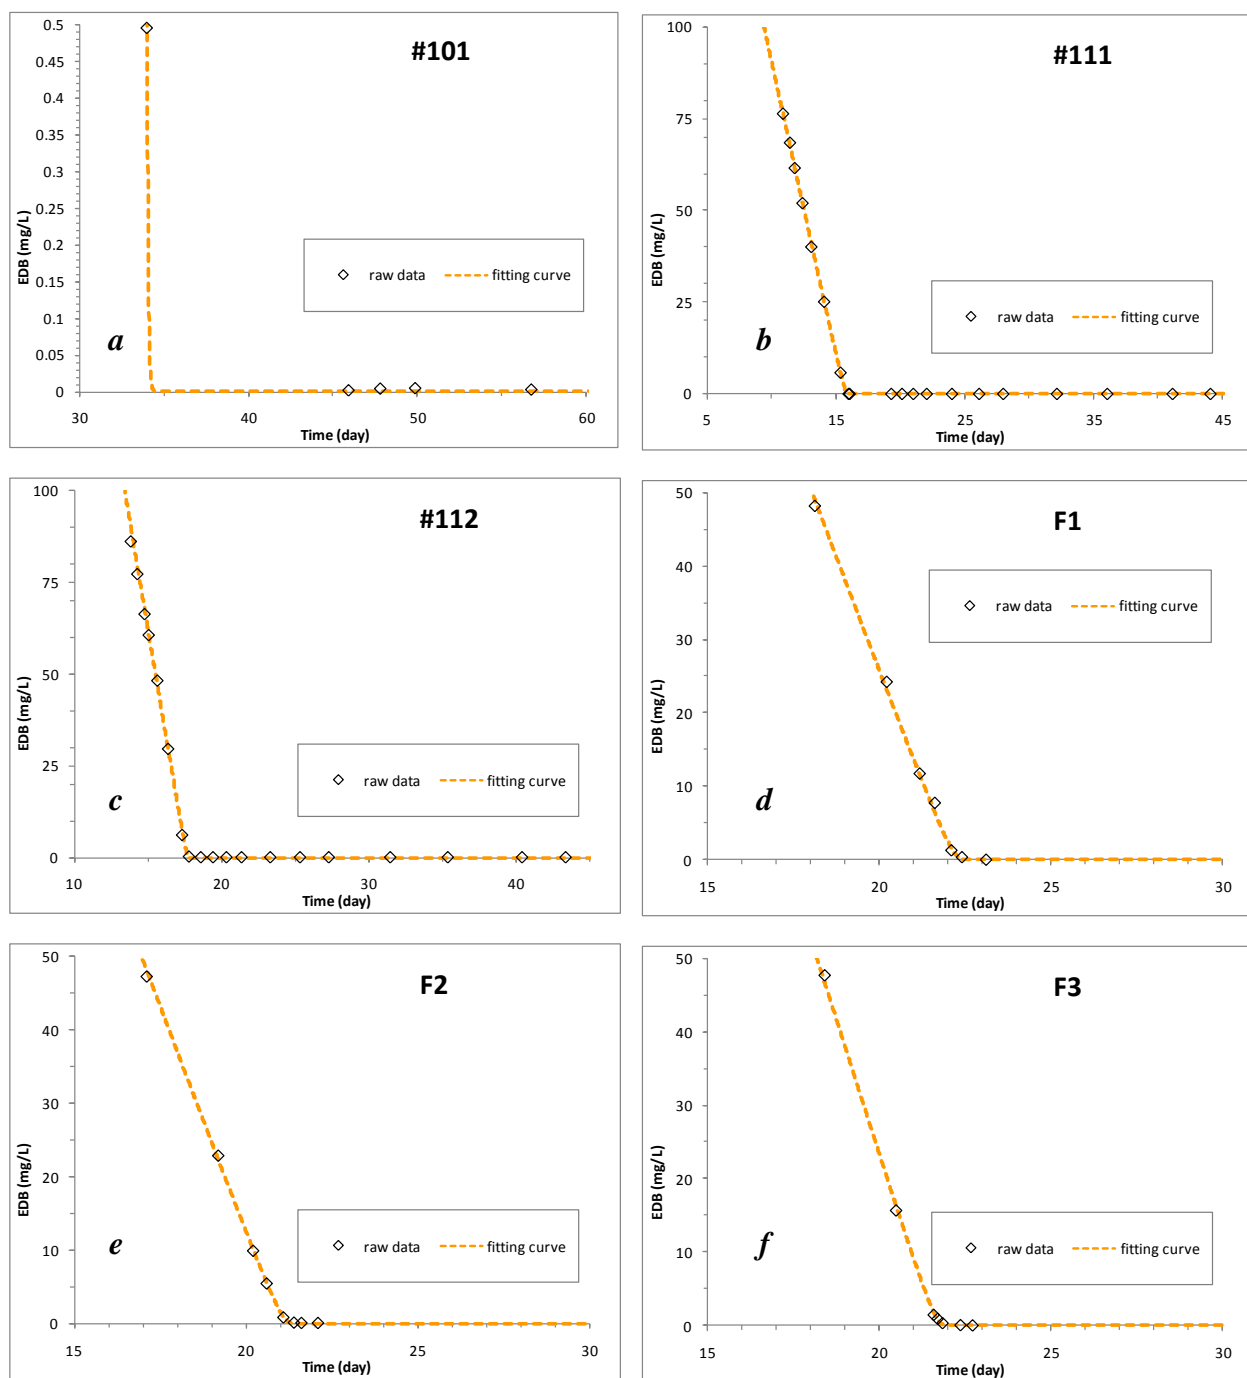 #101
0.5
0.45
0.4
0.35
0.3
0.25
0.2
0.15
0.1
0.05
0
EDB (mg/L)
raw data
fitting curve
a
30
40
50
60
Time (day)
#111
100
75
50
25
0
EDB (mg/L)
raw data
fitting curve
b
5
15
25
35
45
Time (day)
#112
100
75
50
25
0
EDB (mg/L)
raw data
fitting curve
c
10
20
30
40
Time (day)
F1
50
40
30
20
10
0
EDB (mg/L)
raw data
fitting curve
d
15
20
25
30
Time (day)
F2
50
40
30
20
10
0
EDB (mg/L)
raw data
fitting curve
e
15
20
25
30
Time (day)
F3
50
40
30
20
10
0
EDB (mg/L)
raw data
fitting curve
f
15
20
25
30
Time (day)